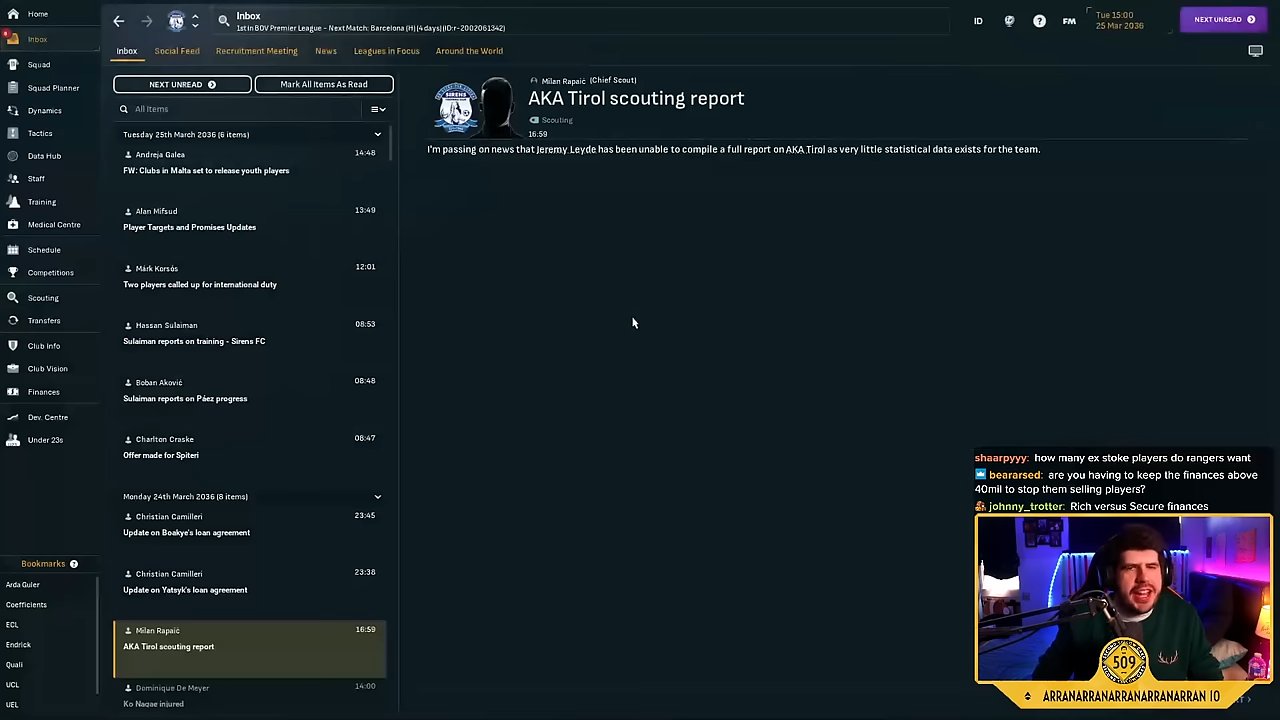 Home
Inbox
Squad
Squad Planner
Dynamics
Tactics
Data Hub
Staff
Training
Medical Centre
Schedule
Competitions
Scouting
Transfers
Club Info
Club Vision
Finances
Dev. Centre
Under 23s
Bookmarks ?
Arda Guler
Coefficients
ECL
Endrick
Quali
UCL
UEL
Inbox
1st in BOV Premier League - Next Match: Barcelona (H) (4 days) (ID:r-2002061342)
ID
?
FM
Tue 15:00
25 Mar 2036
NEXT UNREAD
Inbox
Social Feed
Recruitment Meeting
News
Leagues in Focus
Around the World
NEXT UNREAD
Mark All Items As Read
All Items
Tuesday 25th March 2036 (6 items)
Andreja Galea 14:48
FW: Clubs in Malta set to release youth players
Alan Mifsud 13:49
Player Targets and Promises Updates
Márk Korsós 12:01
Two players called up for international duty
Hassan Sulaiman 08:53
Sulaiman reports on training - Sirens FC
Boban Aković 08:48
Sulaiman reports on Páez progress
Charlton Craske 08:47
Offer made for Spiteri
Monday 24th March 2036 (8 items)
Christian Camilleri 23:45
Update on Boakye's loan agreement
Christian Camilleri 23:38
Update on Yatsyk's loan agreement
Milan Rapaić 16:59
AKA Tirol scouting report
Dominique De Meyer 14:00
Ko Nagae injured
SIRENS
Milan Rapaić (Chief Scout)
AKA Tirol scouting report
Scouting
16:59
I'm passing on news that Jeremy Leyde has been unable to compile a full report on AKA Tirol as very little statistical data exists for the team.
shaarpyyy: how many ex stoke players do rangers want
beararsed: are you having to keep the finances above
40mil to stop them selling players?
johnny_trotter: Rich versus Secure finances
509
ARRANARRANARRANARRANARRAN IO